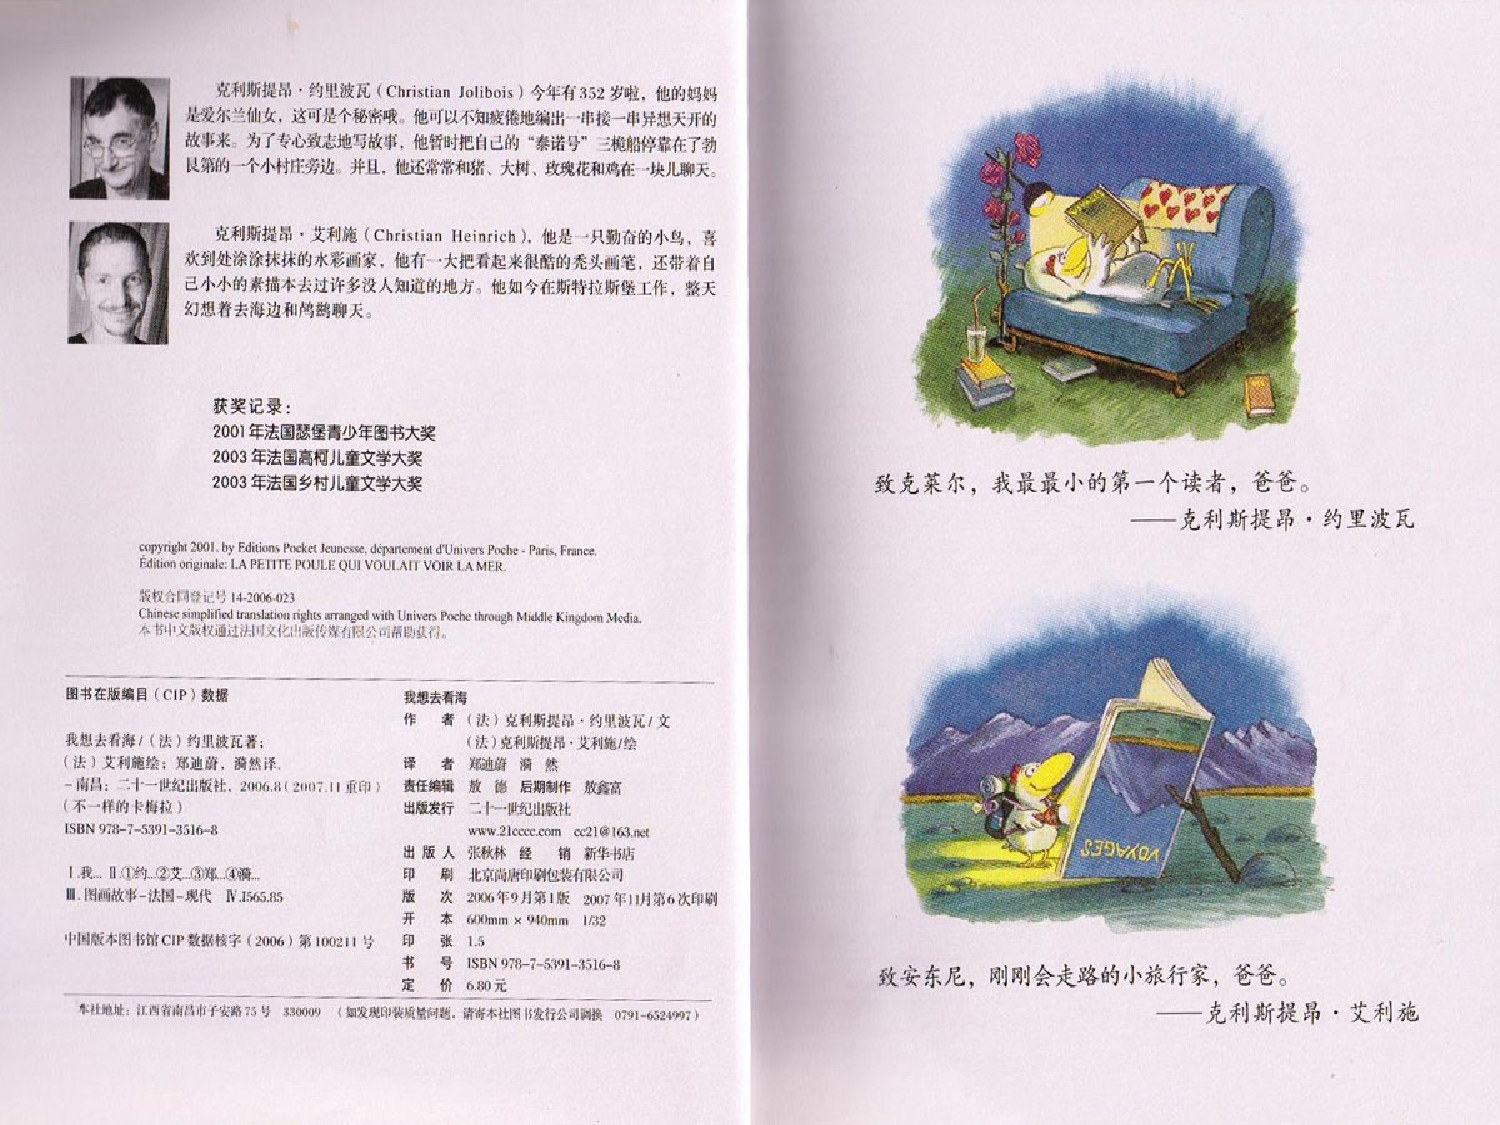 克利斯提昂·约里波瓦（Christian Jolibois）今年有352岁啦，他的妈妈
是爱尔兰仙女，这可是个秘密哦。他可以不知疲倦地编出一串接一串异想天开的
故事来。为了专心致志地写故事，他暂时把自己的“泰诺号”三桅船停靠在了勃
艮第的一个小村庄旁边。并且，他还常常和猪、大树、玫瑰花和鸡在一块儿聊天。
克利斯提昂·艾利施（Christian Heinrich），他是一只勤奋的小鸟，喜
欢到处涂涂抹抹的水彩画家，他有一大把看起来很酷的秃头画笔，还带着自
己小小的素描本去过许多没人知道的地方。他如今在斯特拉斯堡工作，整天
幻想着去海边和鸬鹚聊天。
获奖记录：
2001年法国瑟堡青少年图书大奖
2003年法国高柯儿童文学大奖
2003年法国乡村儿童文学大奖
copyright 2001. by Editions Pocket Jeunesse, département d'Univers Poche - Paris, France.
Édition originale: LA PETITE POULE QUI VOULAIT VOIR LA MER.
版权合同登记号 14-2006-023
Chinese simplified translation rights arranged with Univers Poche through Middle Kingdom Media.
本书中文版权通过法国文化出版传媒有限公司帮助获得。
图书在版编目（CIP）数据
我想去看海/（法）约里波瓦著；
（法）艾利施绘；郑迪蔚，漪然译.
-南昌：二十一世纪出版社，2006.8（2007.11重印）
（不一样的卡梅拉）
ISBN 978-7-5391-3516-8
Ⅰ.我... Ⅱ.①约...②艾...③郑...④漪...
Ⅲ.图画故事-法国-现代 Ⅳ.I565.85
中国版本图书馆CIP数据核字（2006）第100211号
我想去看海
作 者 （法）克利斯提昂·约里波瓦/文
（法）克利斯提昂·艾利施/绘
译 者 郑迪蔚 漪 然
责任编辑 敖 德 后期制作 敖鑫富
出版发行 二十一世纪出版社
www.21cccc.com cc21@163.net
出 版 人 张秋林 经 销 新华书店
印 刷 北京尚唐印刷包装有限公司
版 次 2006年9月第1版 2007年11月第6次印刷
开 本 600mm × 940mm 1/32
印 张 1.5
书 号 ISBN 978-7-5391-3516-8
定 价 6.80元
本社地址：江西省南昌市子安路75号 330009 （如发现印装质量问题，请寄本社图书发行公司调换 0791-6524997）
致克莱尔，我最最小的第一个读者，爸爸。
——克利斯提昂·约里波瓦
VOYAGES
致安东尼，刚刚会走路的小旅行家，爸爸。
——克利斯提昂·艾利施